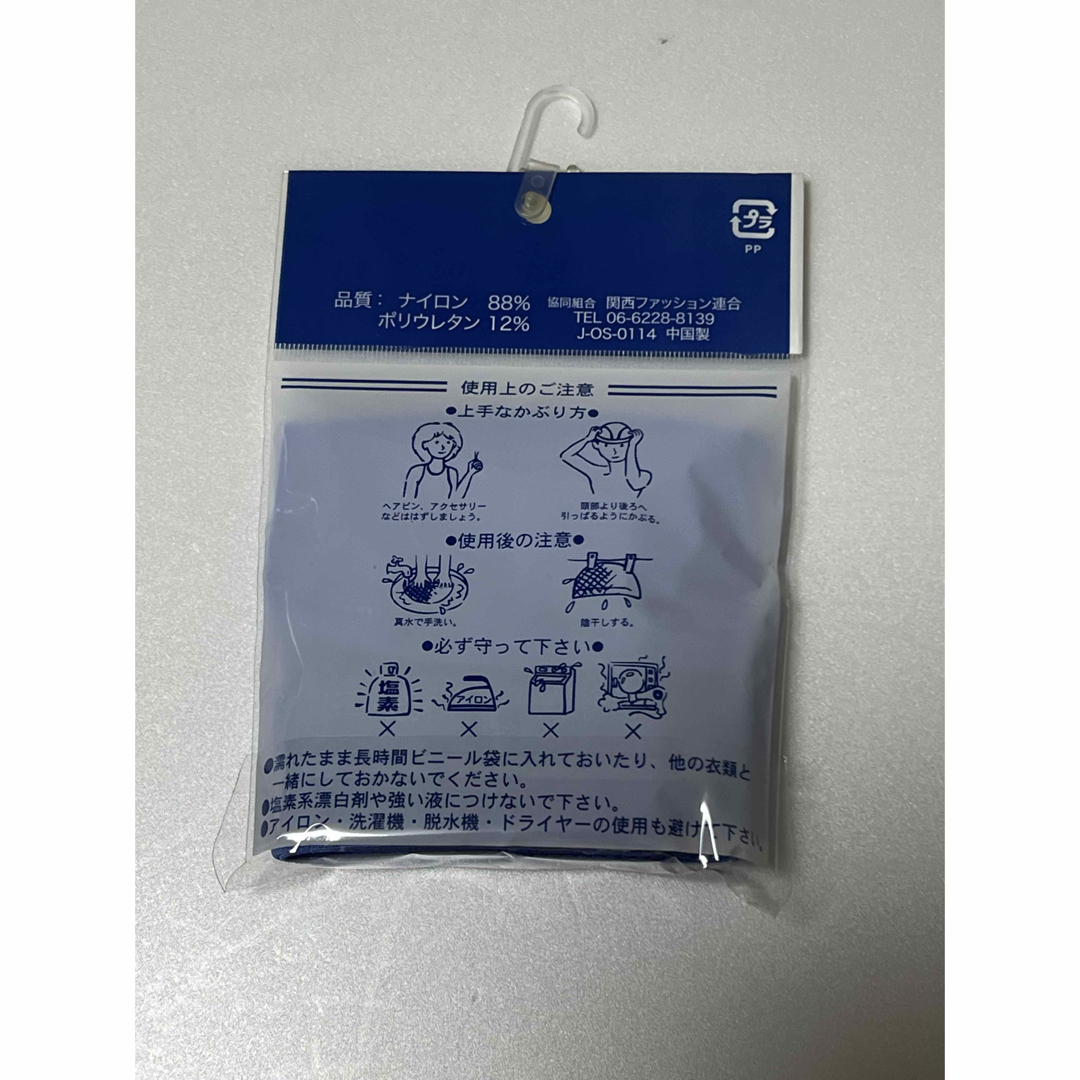 プラ
PP
品質： ナイロン 88%
ポリウレタン 12%
協同組合 関西ファッション連合
TEL 06-6228-8139
J-OS-0114 中国製
使用上のご注意
●上手なかぶり方●
ヘアピン、アクセサリー
などははずしましょう。
頭部より後ろへ
引っぱるようにかぶる。
●使用後の注意●
真水で手洗い。
陰干しする。
●必ず守って下さい●
塩素
アイロン
× × × ×
●濡れたまま長時間ビニール袋に入れておいたり、他の衣類と
一緒にしておかないでください。
●塩素系漂白剤や強い液につけないで下さい。
●アイロン・洗濯機・脱水機・ドライヤーの使用も避けて下さい。